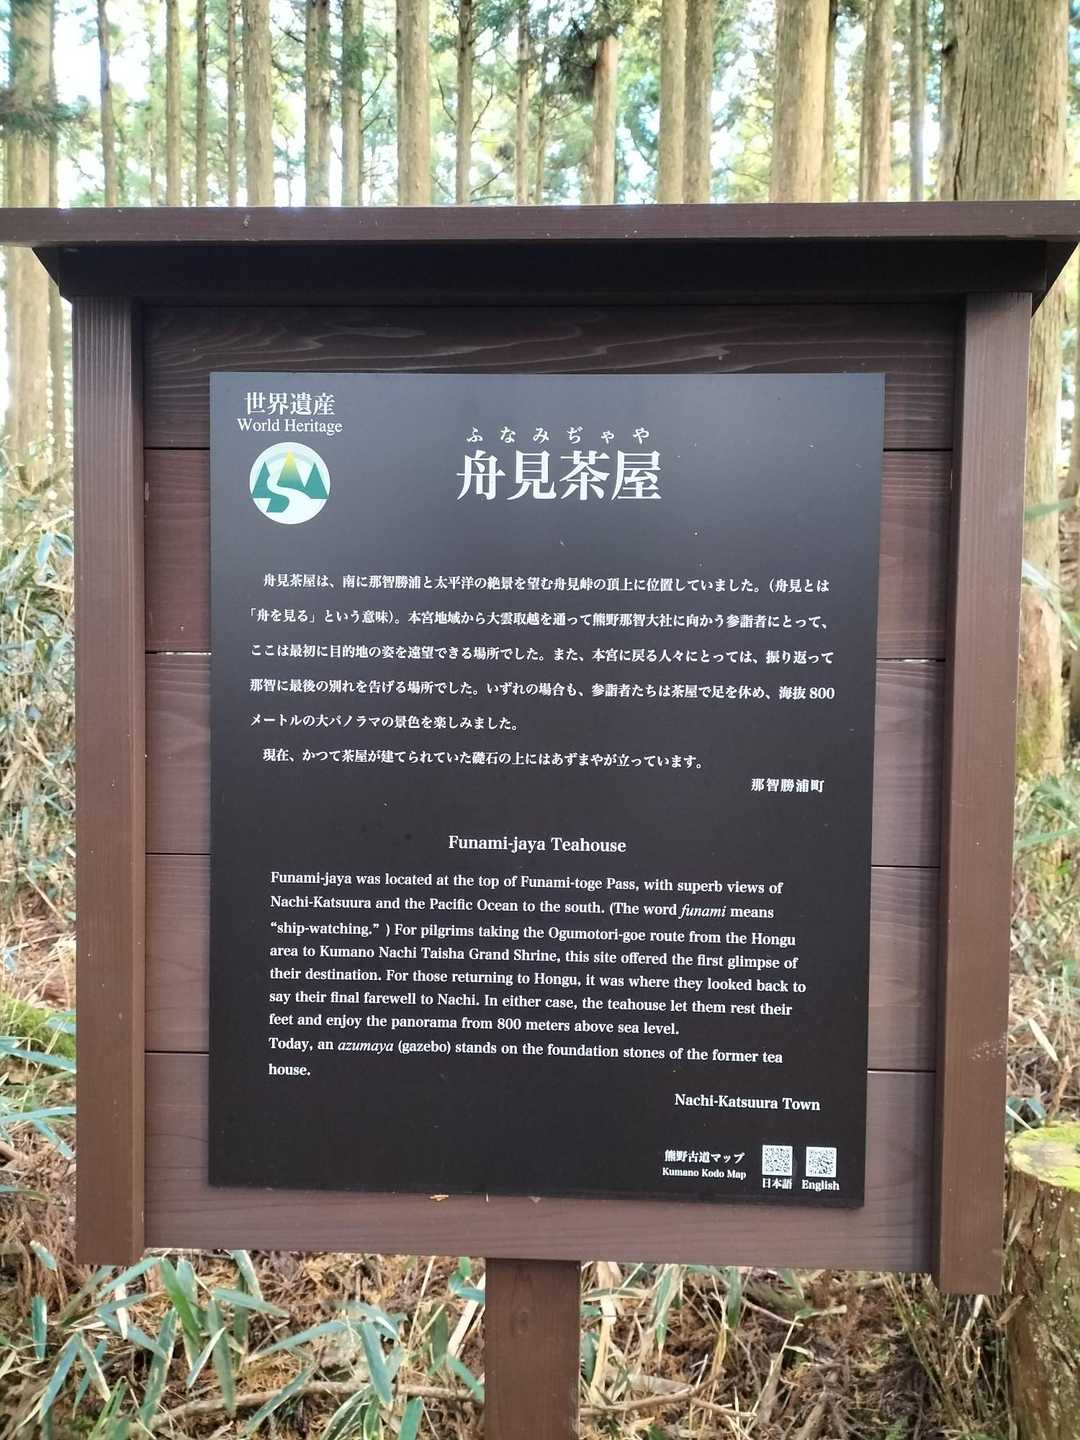 世界遺産
World Heritage
ふなみぢゃや
舟見茶屋
舟見茶屋は、南に那智勝浦と太平洋の絶景を望む舟見峠の頂上に位置していました。（舟見とは
「舟を見る」という意味）。本宮地域から大雲取越を通って熊野那智大社に向かう参詣者にとって、
ここは最初に目的地の姿を遠望できる場所でした。また、本宮に戻る人々にとっては、振り返って
那智に最後の別れを告げる場所でした。いずれの場合も、参詣者たちは茶屋で足を休め、海抜 800
メートルの大パノラマの景色を楽しみました。
現在、かつて茶屋が建てられていた礎石の上にはあずまやが立っています。
那智勝浦町
Funami-jaya Teahouse
Funami-jaya was located at the top of Funami-toge Pass, with superb views of
Nachi-Katsuura and the Pacific Ocean to the south. (The word funami means
“ship-watching.” ) For pilgrims taking the Ogumotori-goe route from the Hongu
area to Kumano Nachi Taisha Grand Shrine, this site offered the first glimpse of
their destination. For those returning to Hongu, it was where they looked back to
say their final farewell to Nachi. In either case, the teahouse let them rest their
feet and enjoy the panorama from 800 meters above sea level.
Today, an azumaya (gazebo) stands on the foundation stones of the former tea
house.
Nachi-Katsuura Town
熊野古道マップ
Kumano Kodo Map
日本語
English